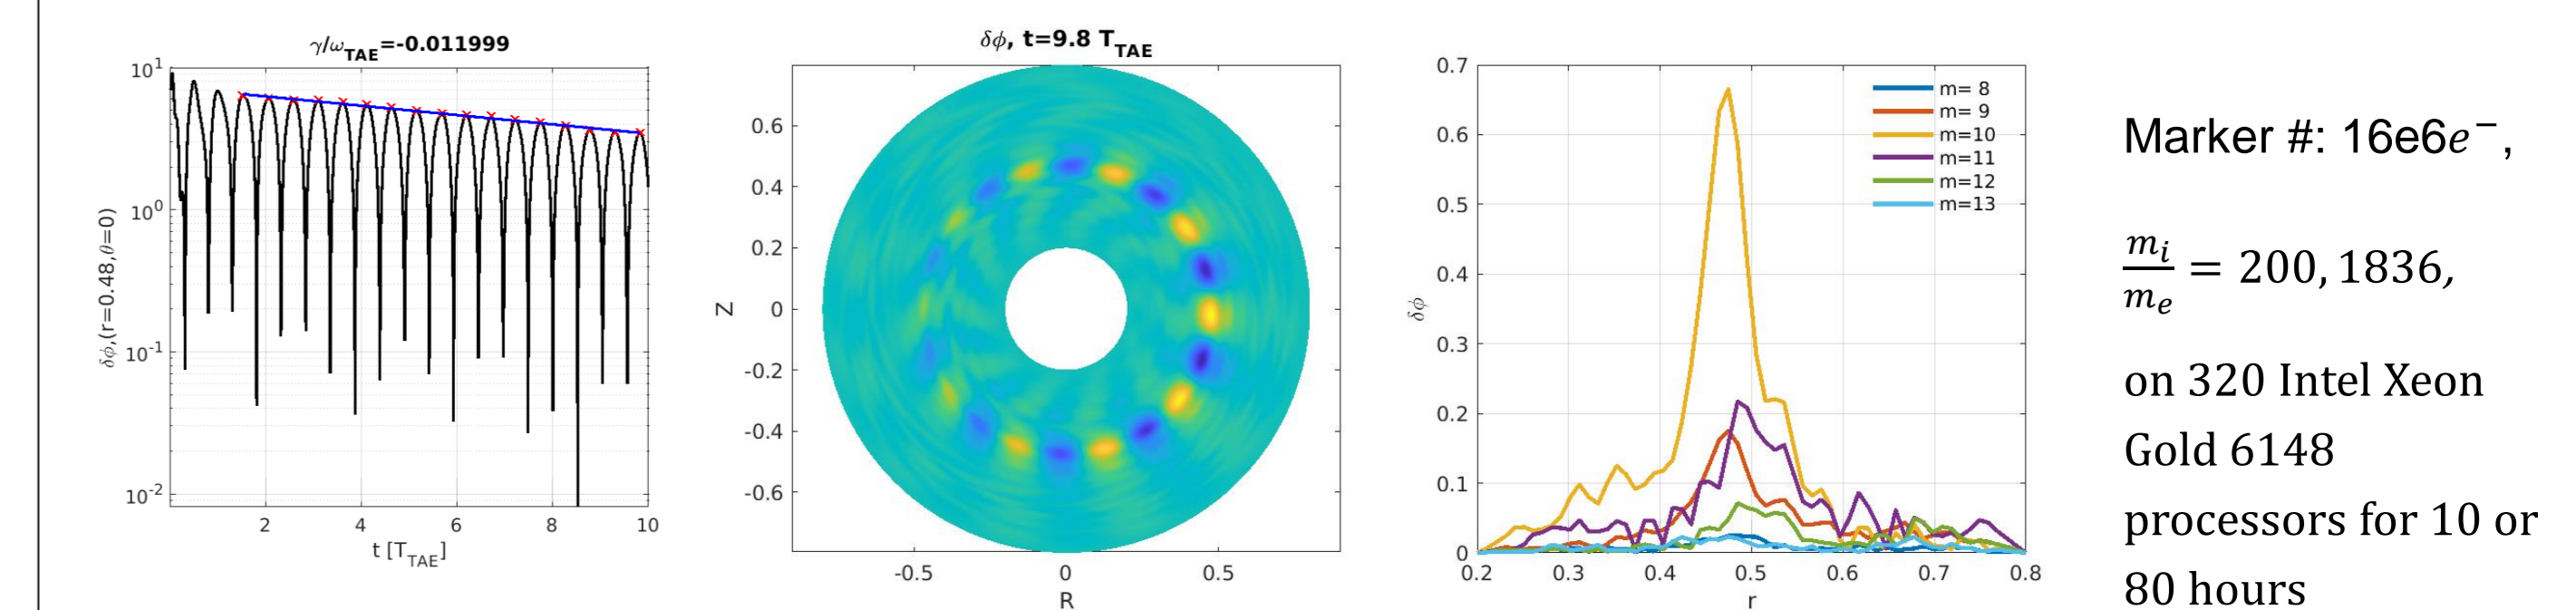 γ/ω_TAE=-0.011999
10^1
10^0
10^-1
10^-2
δϕ,(r=0.48,θ=0)
2 4 6 8 10
t [T_TAE]
δϕ, t=9.8 T_TAE
0.6
0.4
0.2
0
-0.2
-0.4
-0.6
Z
-0.5 0 0.5
R
0.7
0.6
0.5
0.4
0.3
0.2
0.1
0
δϕ
0.2 0.3 0.4 0.5 0.6 0.7 0.8
r
m= 8
m= 9
m=10
m=11
m=12
m=13
Marker #: 16e6e⁻,
m_i/m_e = 200, 1836,
on 320 Intel Xeon
Gold 6148
processors for 10 or
80 hours